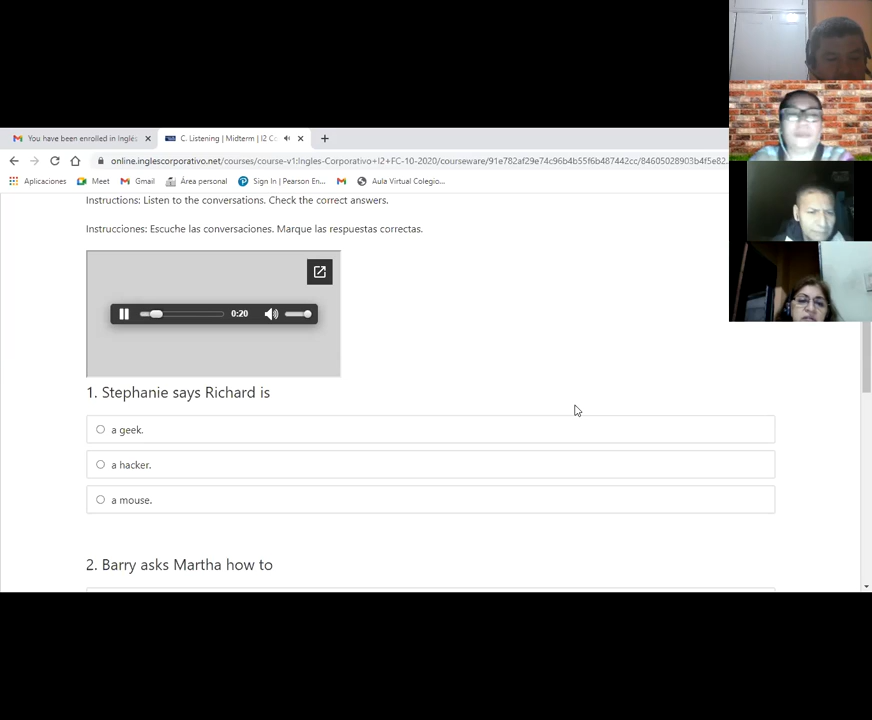 You have been enrolled in Inglés
C. Listening | Midterm | I2 Co
online.inglescorporativo.net/courses/course-v1:Ingles-Corporativo+I2+FC-10-2020/courseware/91e782af29e74c96b4b55f6b487442cc/84605028903b4f5e82.
Aplicaciones Meet Gmail Área personal Sign In | Pearson En... Aula Virtual Colegio...
Instructions: Listen to the conversations. Check the correct answers.
Instrucciones: Escuche las conversaciones. Marque las respuestas correctas.
0:20
1. Stephanie says Richard is
a geek.
a hacker.
a mouse.
2. Barry asks Martha how to